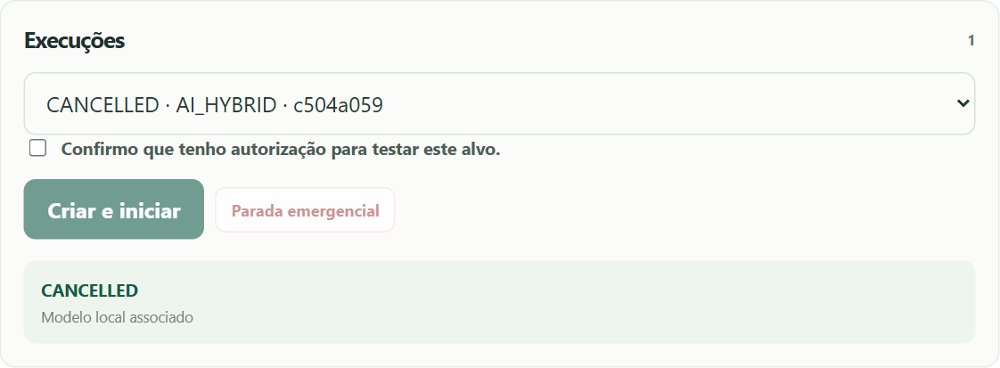 Execuções
1
CANCELLED · AI_HYBRID · c504a059
Confirmo que tenho autorização para testar este alvo.
Criar e iniciar
Parada emergencial
CANCELLED
Modelo local associado